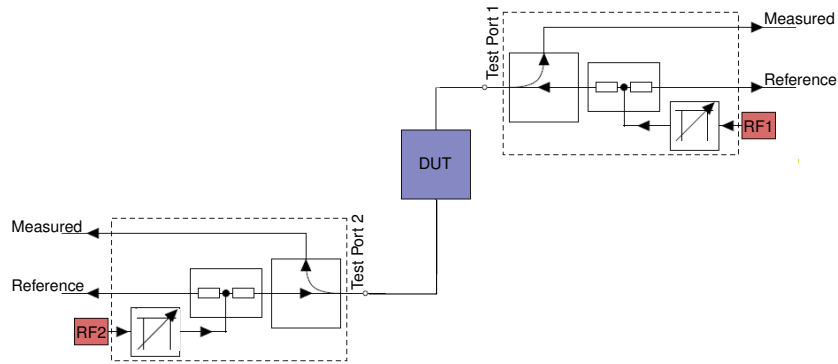 Measured
Test Port 1
Reference
RF1
DUT
Measured
Test Port 2
Reference
RF2